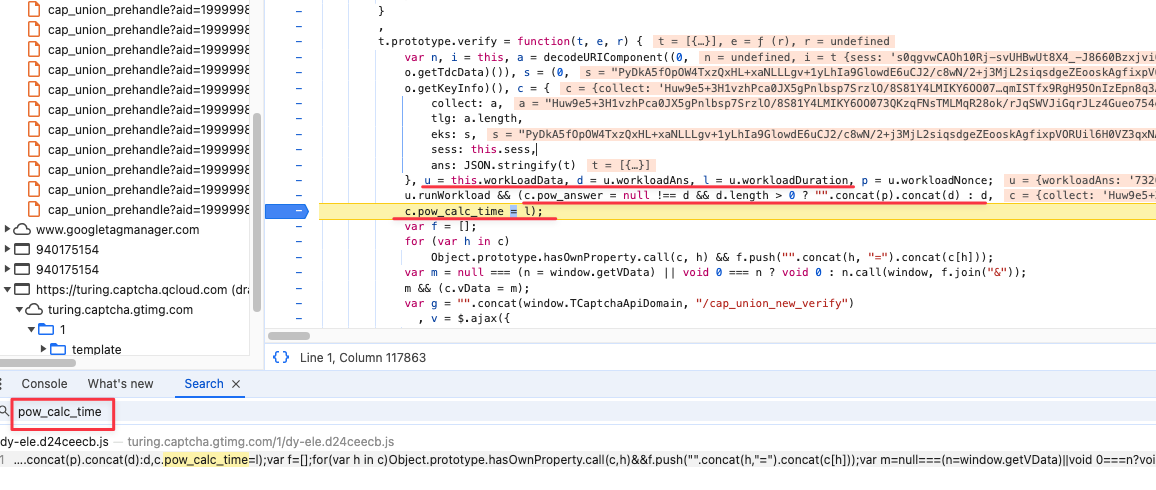 cap_union_prehandle?aid=1999998
cap_union_prehandle?aid=1999998
cap_union_prehandle?aid=1999998
cap_union_prehandle?aid=1999998
cap_union_prehandle?aid=1999998
cap_union_prehandle?aid=1999998
cap_union_prehandle?aid=1999998
cap_union_prehandle?aid=1999998
cap_union_prehandle?aid=1999998
cap_union_prehandle?aid=1999998
cap_union_prehandle?aid=1999998
www.googletagmanager.com
940175154
940175154
https://turing.captcha.qcloud.com (dra
turing.captcha.gtimg.com
1
template
}
,
t.prototype.verify = function(t, e, r) { t = [{…}], e = ƒ (r), r = undefined
var n, i = this, a = decodeURIComponent((0, n = undefined, i = t {sess: 's0qgvwCAOh10Rj-svUHBwUt8X4_-J8660Bzxjvi
o.getTdcData)()), s = (0, s = "PyDkA5fOpOW4TxzQxHL+xaNLLLgv+1yLhIa9GlowdE6uCJ2/c8wN/2+j3MjL2siqsdgeZEooskAgfixpV
o.getKeyInfo)(), c = { c = {collect: 'Huw9e5+3H1vzhPca0JX5gPnlbsp7SrzlO/8S81Y4LMIKY6OO07…qmISTfx9RgH95OnIzEpn8q3
collect: a, a = "Huw9e5+3H1vzhPca0JX5gPnlbsp7SrzlO/8S81Y4LMIKY6OO073QKzqFNsTMLMqR28ok/rJqSWVJiGqrJLz4Gueo754
tlg: a.length,
eks: s, s = "PyDkA5fOpOW4TxzQxHL+xaNLLLgv+1yLhIa9GlowdE6uCJ2/c8wN/2+j3MjL2siqsdgeZEooskAgfixpVORUil6H0VZ3qxN
sess: this.sess,
ans: JSON.stringify(t) t = [{…}]
}, u = this.workLoadData, d = u.workloadAns, l = u.workloadDuration, p = u.workloadNonce; u = {workloadAns: '732
u.runWorkload && (c.pow_answer = null !== d && d.length > 0 ? "".concat(p).concat(d) : d, c = {collect: 'Huw9e5+
c.pow_calc_time = l);
var f = [];
for (var h in c)
Object.prototype.hasOwnProperty.call(c, h) && f.push("".concat(h, "=").concat(c[h]));
var m = null === (n = window.getVData) || void 0 === n ? void 0 : n.call(window, f.join("&"));
m && (c.vData = m);
var g = "".concat(window.TCaptchaApiDomain, "/cap_union_new_verify")
, v = $.ajax({
{} Line 1, Column 117863
Console What's new Search ×
pow_calc_time
dy-ele.d24ceecb.js — turing.captcha.gtimg.com/1/dy-ele.d24ceecb.js
1 ….concat(p).concat(d):d,c.pow_calc_time=l);var f=[];for(var h in c)Object.prototype.hasOwnProperty.call(c,h)&&f.push("".concat(h,"=").concat(c[h]));var m=null===(n=window.getVData)||void 0===n?voi